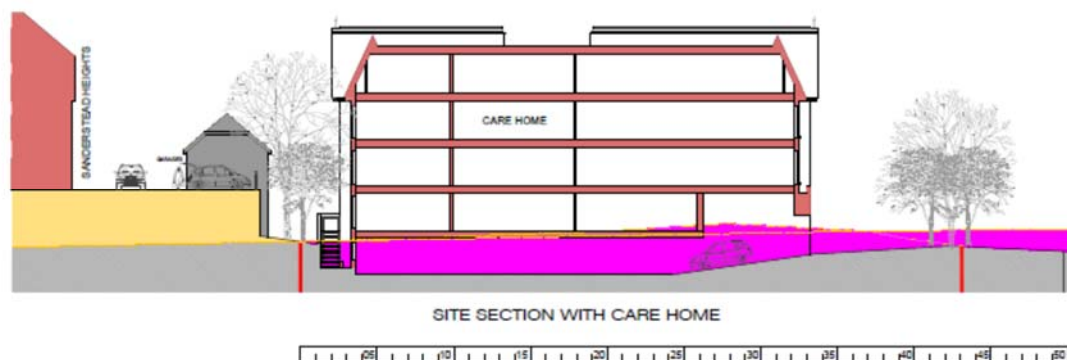 SANDERSTEAD HEIGHTS
GARAGES
CARE HOME
SITE SECTION WITH CARE HOME
05 10 15 20 25 30 35 40 45 50